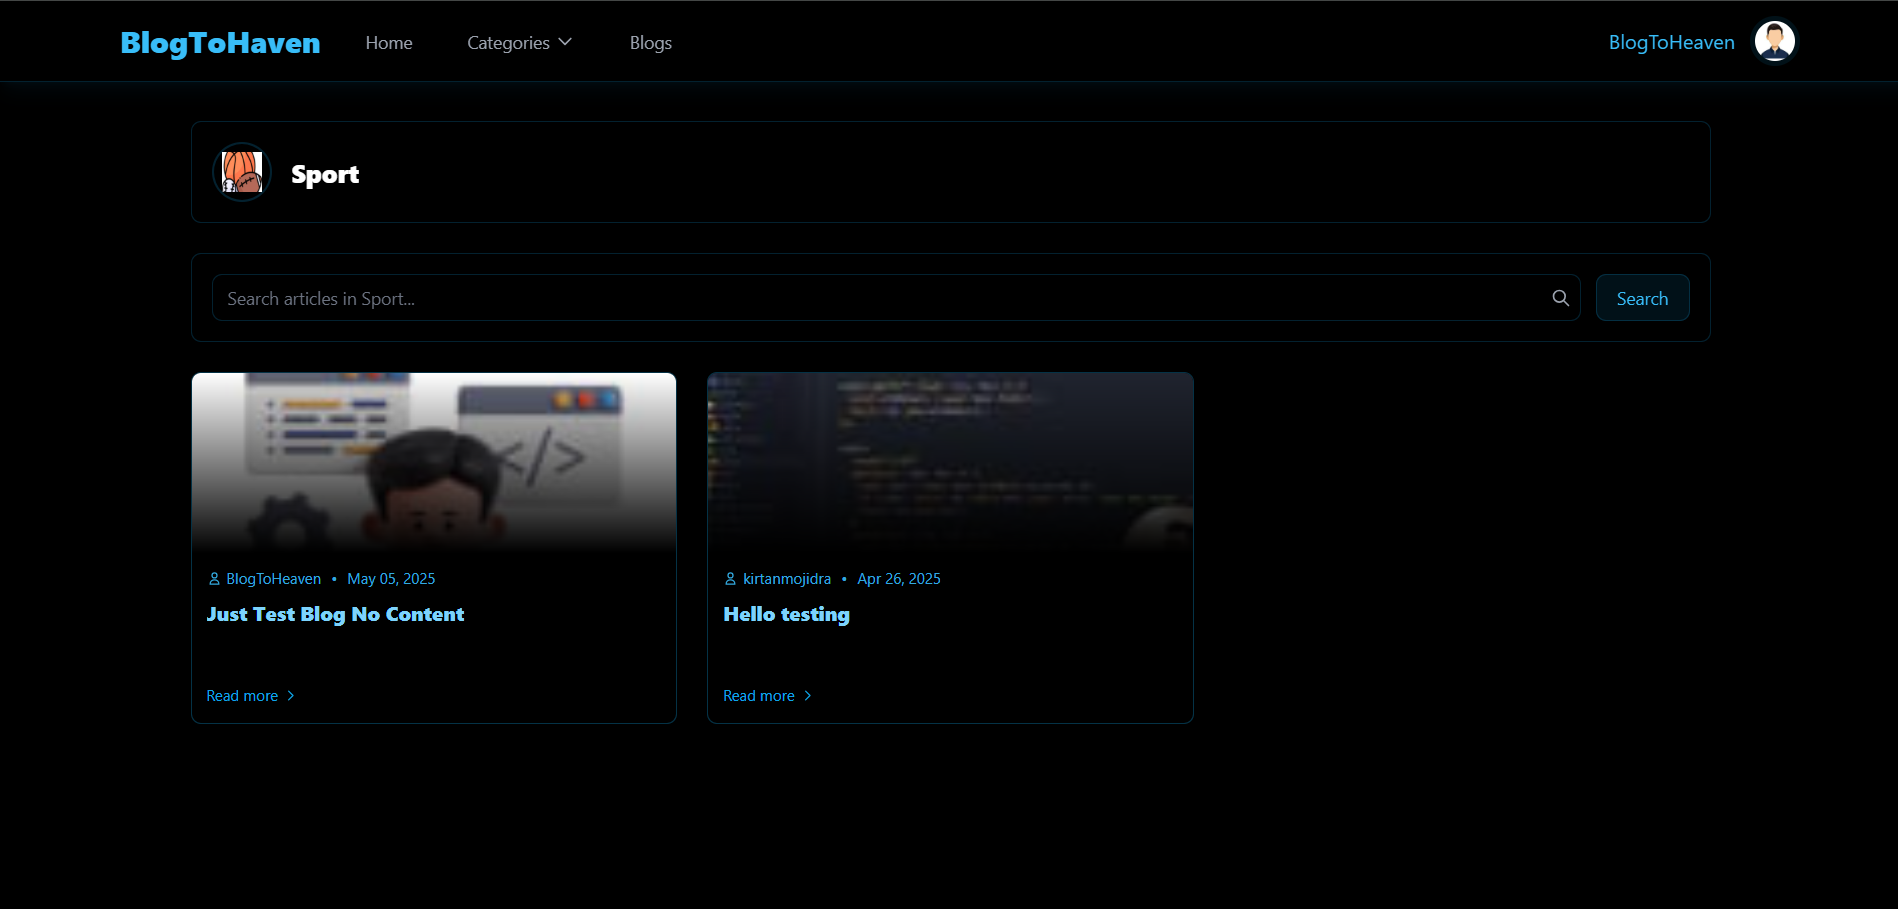 BlogToHaven Home Categories Blogs BlogToHeaven
Sport
Search articles in Sport... Search
</>
BlogToHeaven • May 05, 2025
Just Test Blog No Content
Read more
kirtanmojidra • Apr 26, 2025
Hello testing
Read more